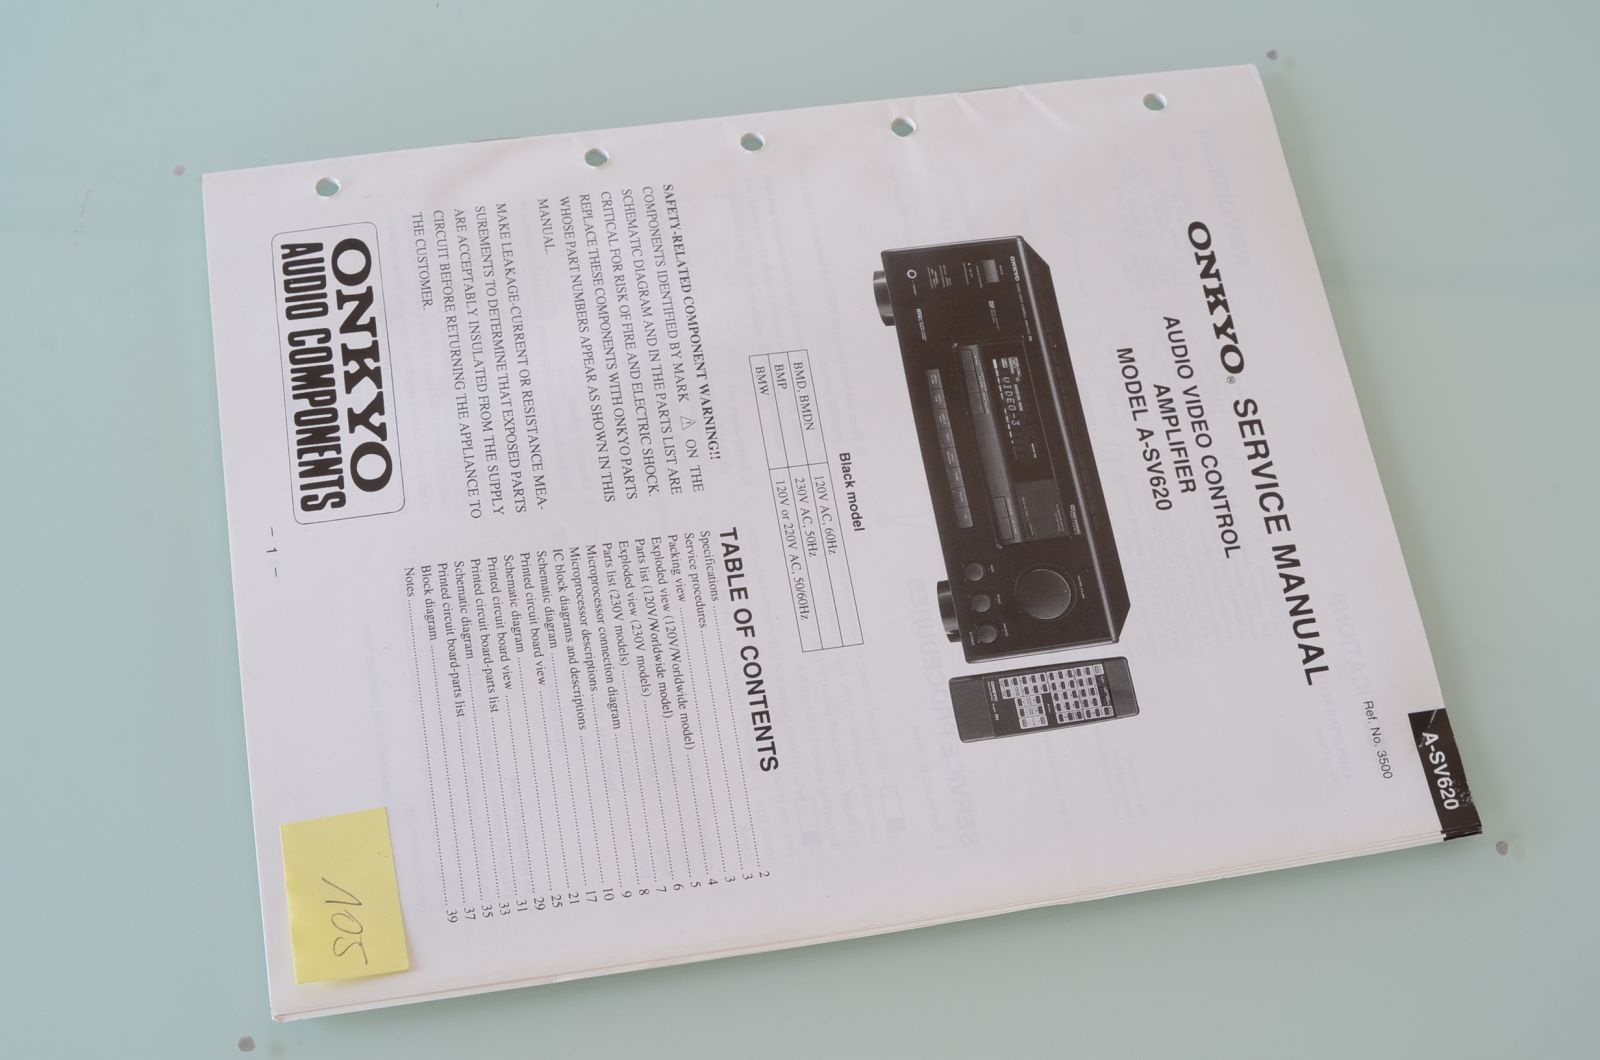 A-SV620
Ref. No. 3500
ONKYO® SERVICE MANUAL
AUDIO VIDEO CONTROL
AMPLIFIER
MODEL A-SV620
ONKYO
VIDEO-3
Black model
BMD, BMDN 120V AC, 60Hz
BMP 230V AC, 50Hz
BMW 120V or 220V AC, 50/60Hz
SAFETY-RELATED COMPONENT WARNING!!
COMPONENTS IDENTIFIED BY MARK ⚠ ON THE
SCHEMATIC DIAGRAM AND IN THE PARTS LIST ARE
CRITICAL FOR RISK OF FIRE AND ELECTRIC SHOCK.
REPLACE THESE COMPONENTS WITH ONKYO PARTS
WHOSE PART NUMBERS APPEAR AS SHOWN IN THIS
MANUAL.
MAKE LEAKAGE-CURRENT OR RESISTANCE MEA-
SUREMENTS TO DETERMINE THAT EXPOSED PARTS
ARE ACCEPTABLY INSULATED FROM THE SUPPLY
CIRCUIT BEFORE RETURNING THE APPLIANCE TO
THE CUSTOMER.
TABLE OF CONTENTS
Specifications 2
Service procedures 3
Packing view 3
Exploded view (120V/Worldwide model) 4
Parts list (120V/Worldwide model) 5
Exploded view (230V models) 6
Parts list (230V models) 7
Microprocessor connection diagram 8
Microprocessor descriptions 9
IC block diagrams and descriptions 10
Schematic diagram 17
Printed circuit board view 21
Schematic diagram 25
Printed circuit board view 29
Printed circuit board-parts list 31
Schematic diagram 33
Printed circuit board-parts list 35
Block diagram 37
Notes 39
ONKYO
AUDIO COMPONENTS
– 1 –
105